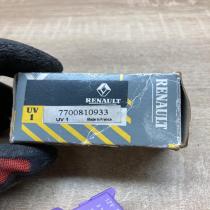 RENAULT
UV
1
7700810933
UV 1 Made in France
RENAULT